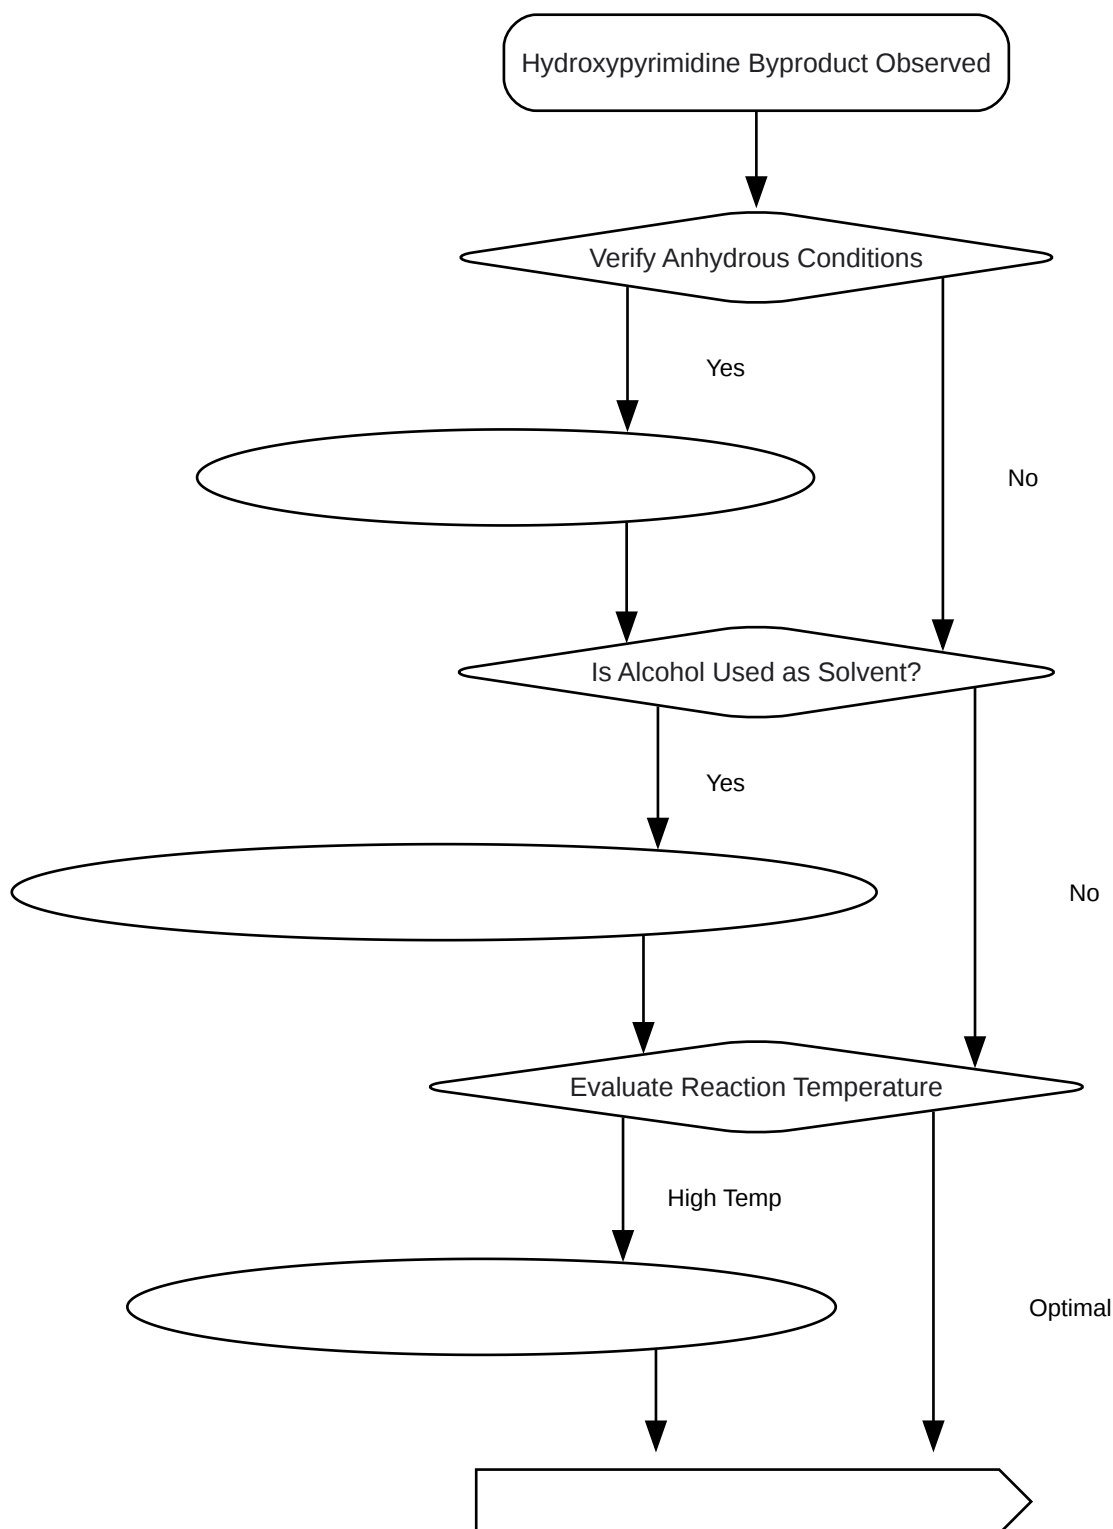 Hydroxypyrimidine Byproduct Observed
Verify Anhydrous Conditions
Yes
No
Is Alcohol Used as Solvent?
Yes
No
Evaluate Reaction Temperature
High Temp
Optimal